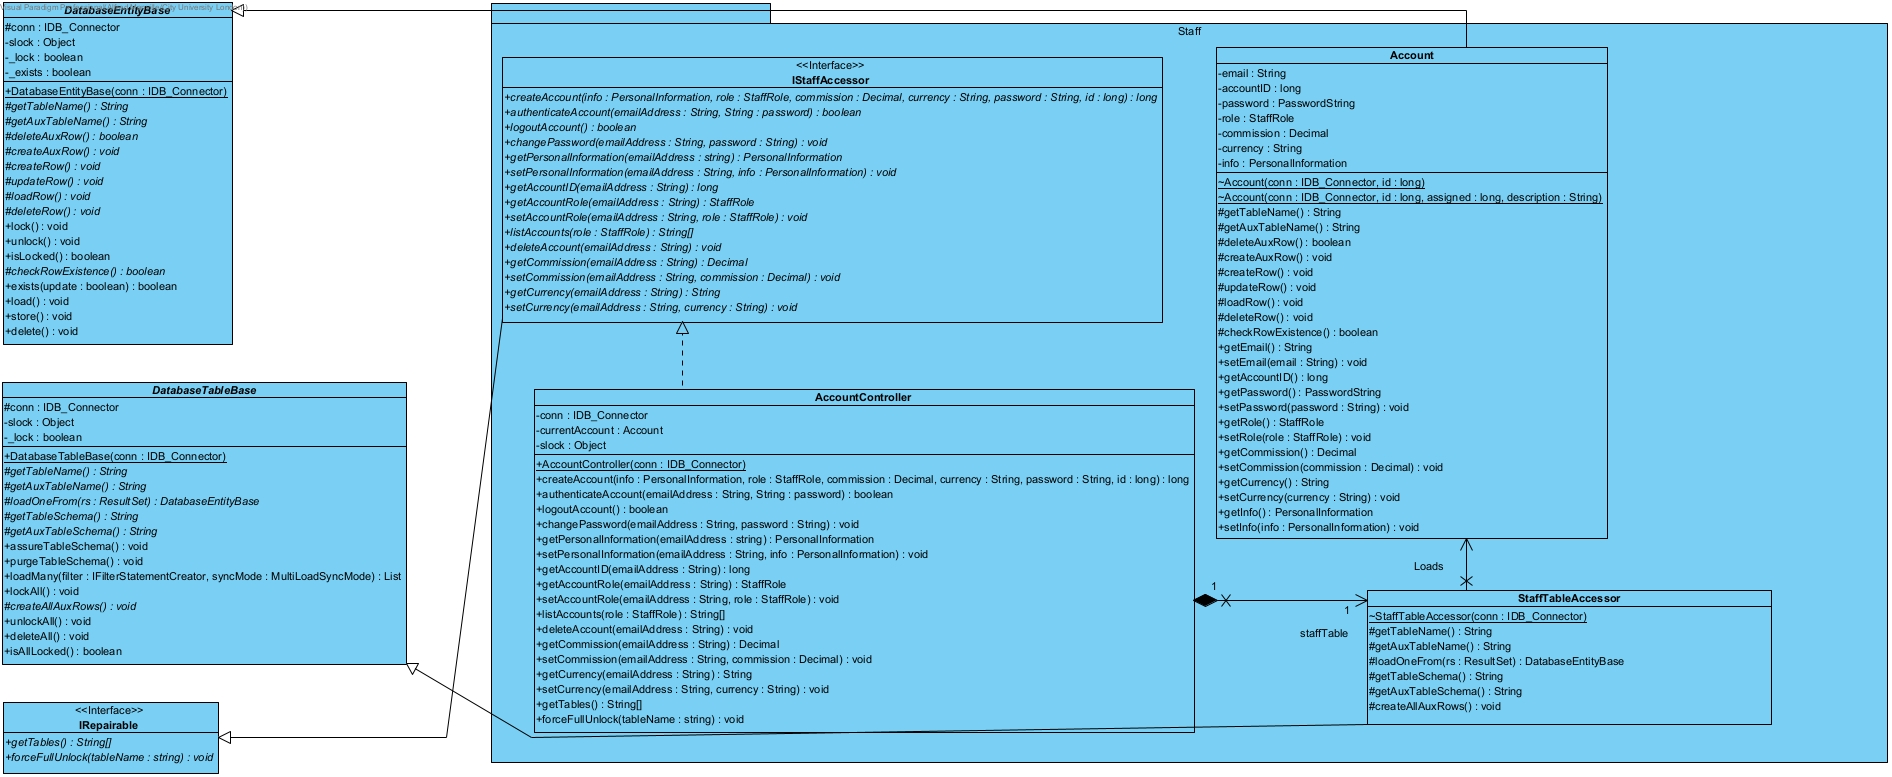 DatabaseEntityBase
#conn : IDB_Connector
-slock : Object
-_lock : boolean
-_exists : boolean
+DatabaseEntityBase(conn : IDB_Connector)
#getTableName() : String
#getAuxTableName() : String
#deleteAuxRow() : boolean
#createAuxRow() : void
#createRow() : void
#updateRow() : void
#loadRow() : void
#deleteRow() : void
+lock() : void
+unlock() : void
+isLocked() : boolean
#checkRowExistence() : boolean
+exists(update : boolean) : boolean
+load() : void
+store() : void
+delete() : void
DatabaseTableBase
#conn : IDB_Connector
-slock : Object
-_lock : boolean
+DatabaseTableBase(conn : IDB_Connector)
#getTableName() : String
#getAuxTableName() : String
#loadOneFrom(rs : ResultSet) : DatabaseEntityBase
#getTableSchema() : String
#getAuxTableSchema() : String
+assureTableSchema() : void
+purgeTableSchema() : void
+loadMany(filter : IFilterStatementCreator, syncMode : MultiLoadSyncMode) : List
+lockAll() : void
#createAllAuxRows() : void
+unlockAll() : void
+deleteAll() : void
+isAllLocked() : boolean
<<Interface>>
IRepairable
+getTables() : String[]
+forceFullUnlock(tableName : string) : void
Staff
<<Interface>>
IStaffAccessor
+createAccount(info : PersonalInformation, role : StaffRole, commission : Decimal, currency : String, password : String, id : long) : long
+authenticateAccount(emailAddress : String, String : password) : boolean
+logoutAccount() : boolean
+changePassword(emailAddress : String, password : String) : void
+getPersonalInformation(emailAddress : string) : PersonalInformation
+setPersonalInformation(emailAddress : String, info : PersonalInformation) : void
+getAccountID(emailAddress : String) : long
+getAccountRole(emailAddress : String) : StaffRole
+setAccountRole(emailAddress : String, role : StaffRole) : void
+listAccounts(role : StaffRole) : String[]
+deleteAccount(emailAddress : String) : void
+getCommission(emailAddress : String) : Decimal
+setCommission(emailAddress : String, commission : Decimal) : void
+getCurrency(emailAddress : String) : String
+setCurrency(emailAddress : String, currency : String) : void
AccountController
-conn : IDB_Connector
-currentAccount : Account
-slock : Object
+AccountController(conn : IDB_Connector)
+createAccount(info : PersonalInformation, role : StaffRole, commission : Decimal, currency : String, password : String, id : long) : long
+authenticateAccount(emailAddress : String, String : password) : boolean
+logoutAccount() : boolean
+changePassword(emailAddress : String, password : String) : void
+getPersonalInformation(emailAddress : string) : PersonalInformation
+setPersonalInformation(emailAddress : String, info : PersonalInformation) : void
+getAccountID(emailAddress : String) : long
+getAccountRole(emailAddress : String) : StaffRole
+setAccountRole(emailAddress : String, role : StaffRole) : void
+listAccounts(role : StaffRole) : String[]
+deleteAccount(emailAddress : String) : void
+getCommission(emailAddress : String) : Decimal
+setCommission(emailAddress : String, commission : Decimal) : void
+getCurrency(emailAddress : String) : String
+setCurrency(emailAddress : String, currency : String) : void
+getTables() : String[]
+forceFullUnlock(tableName : string) : void
Account
-email : String
-accountID : long
-password : PasswordString
-role : StaffRole
-commission : Decimal
-currency : String
-info : PersonalInformation
~Account(conn : IDB_Connector, id : long)
~Account(conn : IDB_Connector, id : long, assigned : long, description : String)
#getTableName() : String
#getAuxTableName() : String
#deleteAuxRow() : boolean
#createAuxRow() : void
#createRow() : void
#updateRow() : void
#loadRow() : void
#deleteRow() : void
#checkRowExistence() : boolean
+getEmail() : String
+setEmail(email : String) : void
+getAccountID() : long
+getPassword() : PasswordString
+setPassword(password : String) : void
+getRole() : StaffRole
+setRole(role : StaffRole) : void
+getCommission() : Decimal
+setCommission(commission : Decimal) : void
+getCurrency() : String
+setCurrency(currency : String) : void
+getInfo() : PersonalInformation
+setInfo(info : PersonalInformation) : void
Loads
1
1
staffTable
StaffTableAccessor
~StaffTableAccessor(conn : IDB_Connector)
#getTableName() : String
#getAuxTableName() : String
#loadOneFrom(rs : ResultSet) : DatabaseEntityBase
#getTableSchema() : String
#getAuxTableSchema() : String
#createAllAuxRows() : void